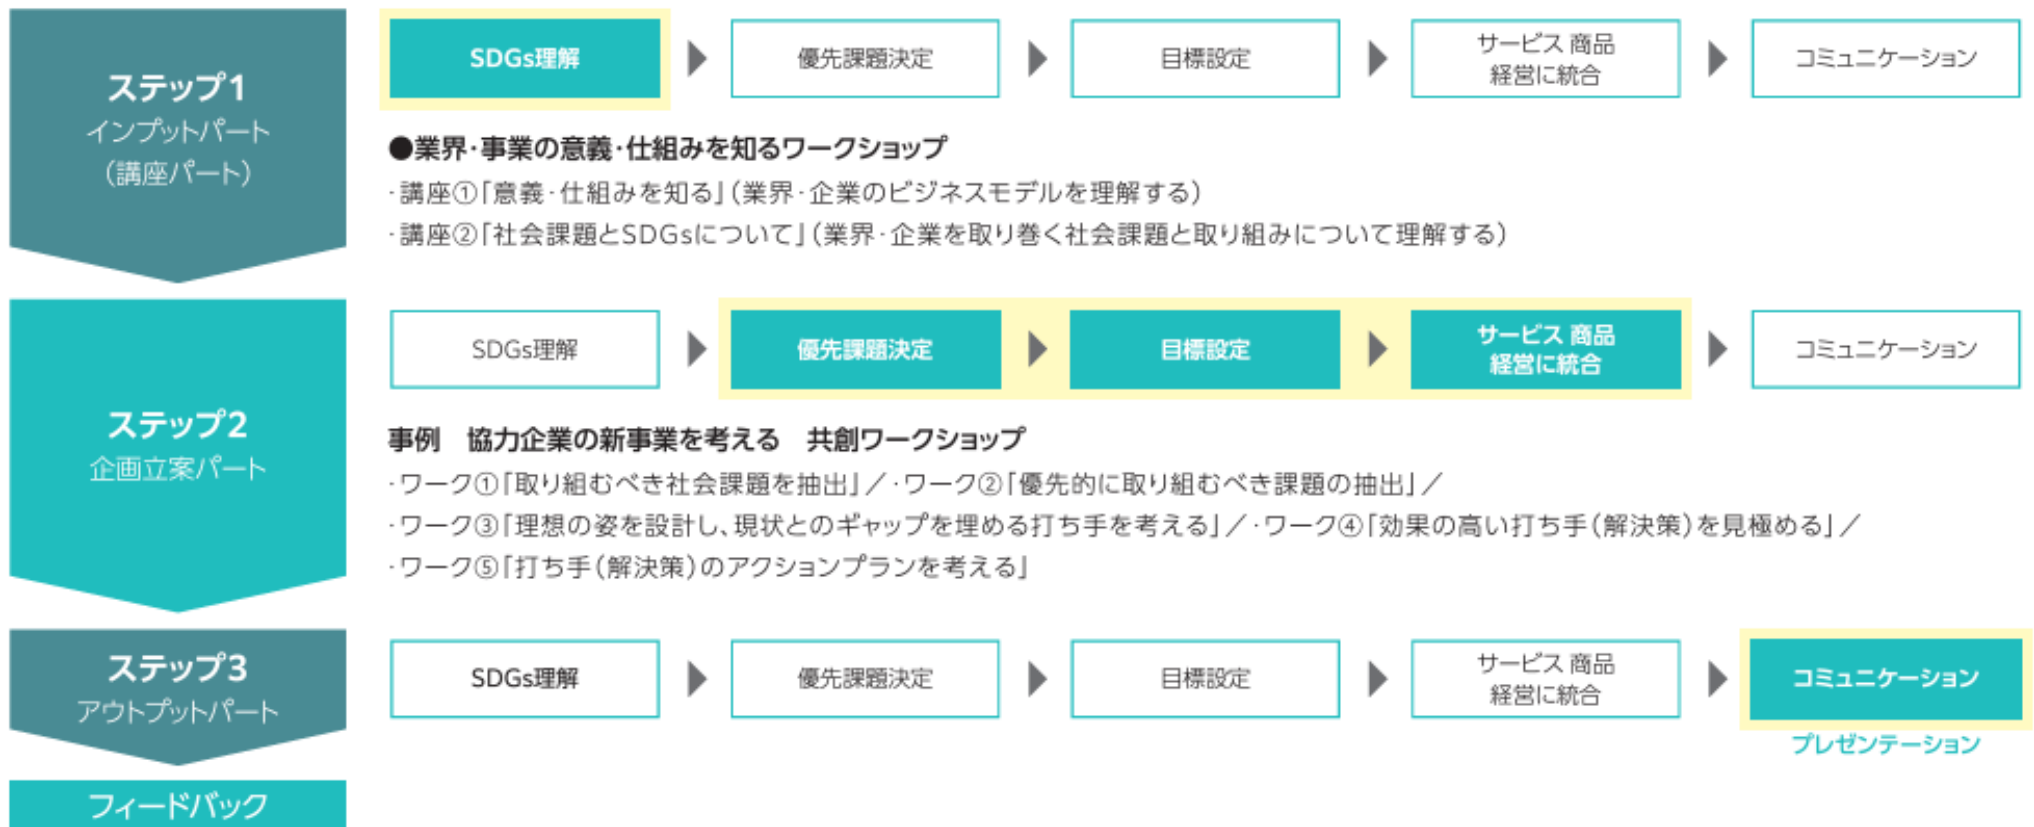 ステップ1
インプットパート
(講座パート)
SDGs理解
優先課題決定
目標設定
サービス 商品
経営に統合
コミュニケーション
●業界・事業の意義・仕組みを知るワークショップ
・講座①「意義・仕組みを知る」(業界・企業のビジネスモデルを理解する)
・講座②「社会課題とSDGsについて」(業界・企業を取り巻く社会課題と取り組みについて理解する)
ステップ2
企画立案パート
SDGs理解
優先課題決定
目標設定
サービス 商品
経営に統合
コミュニケーション
事例　協力企業の新事業を考える　共創ワークショップ
・ワーク①「取り組むべき社会課題を抽出」／・ワーク②「優先的に取り組むべき課題の抽出」／
・ワーク③「理想の姿を設計し、現状とのギャップを埋める打ち手を考える」／・ワーク④「効果の高い打ち手(解決策)を見極める」／
・ワーク⑤「打ち手(解決策)のアクションプランを考える」
ステップ3
アウトプットパート
SDGs理解
優先課題決定
目標設定
サービス 商品
経営に統合
コミュニケーション
プレゼンテーション
フィードバック